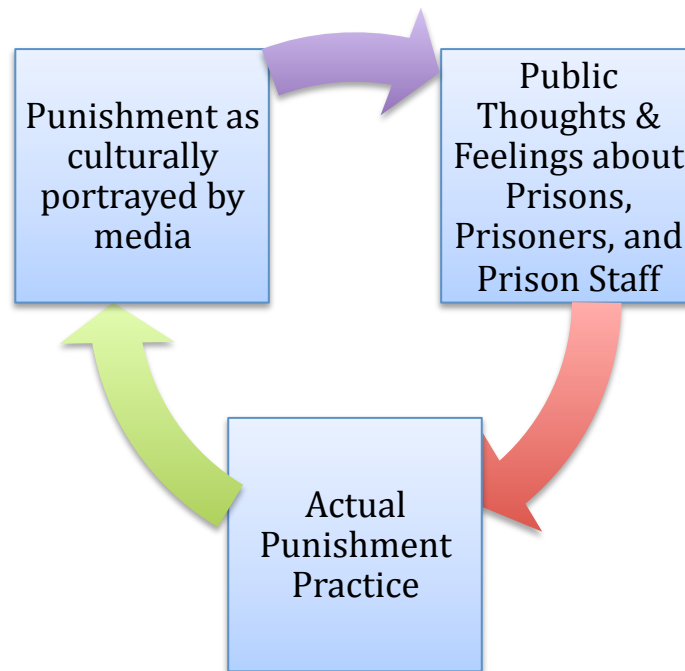 Punishment as
culturally
portrayed by
media
Public
Thoughts &
Feelings about
Prisons,
Prisoners, and
Prison Staff
Actual
Punishment
Practice